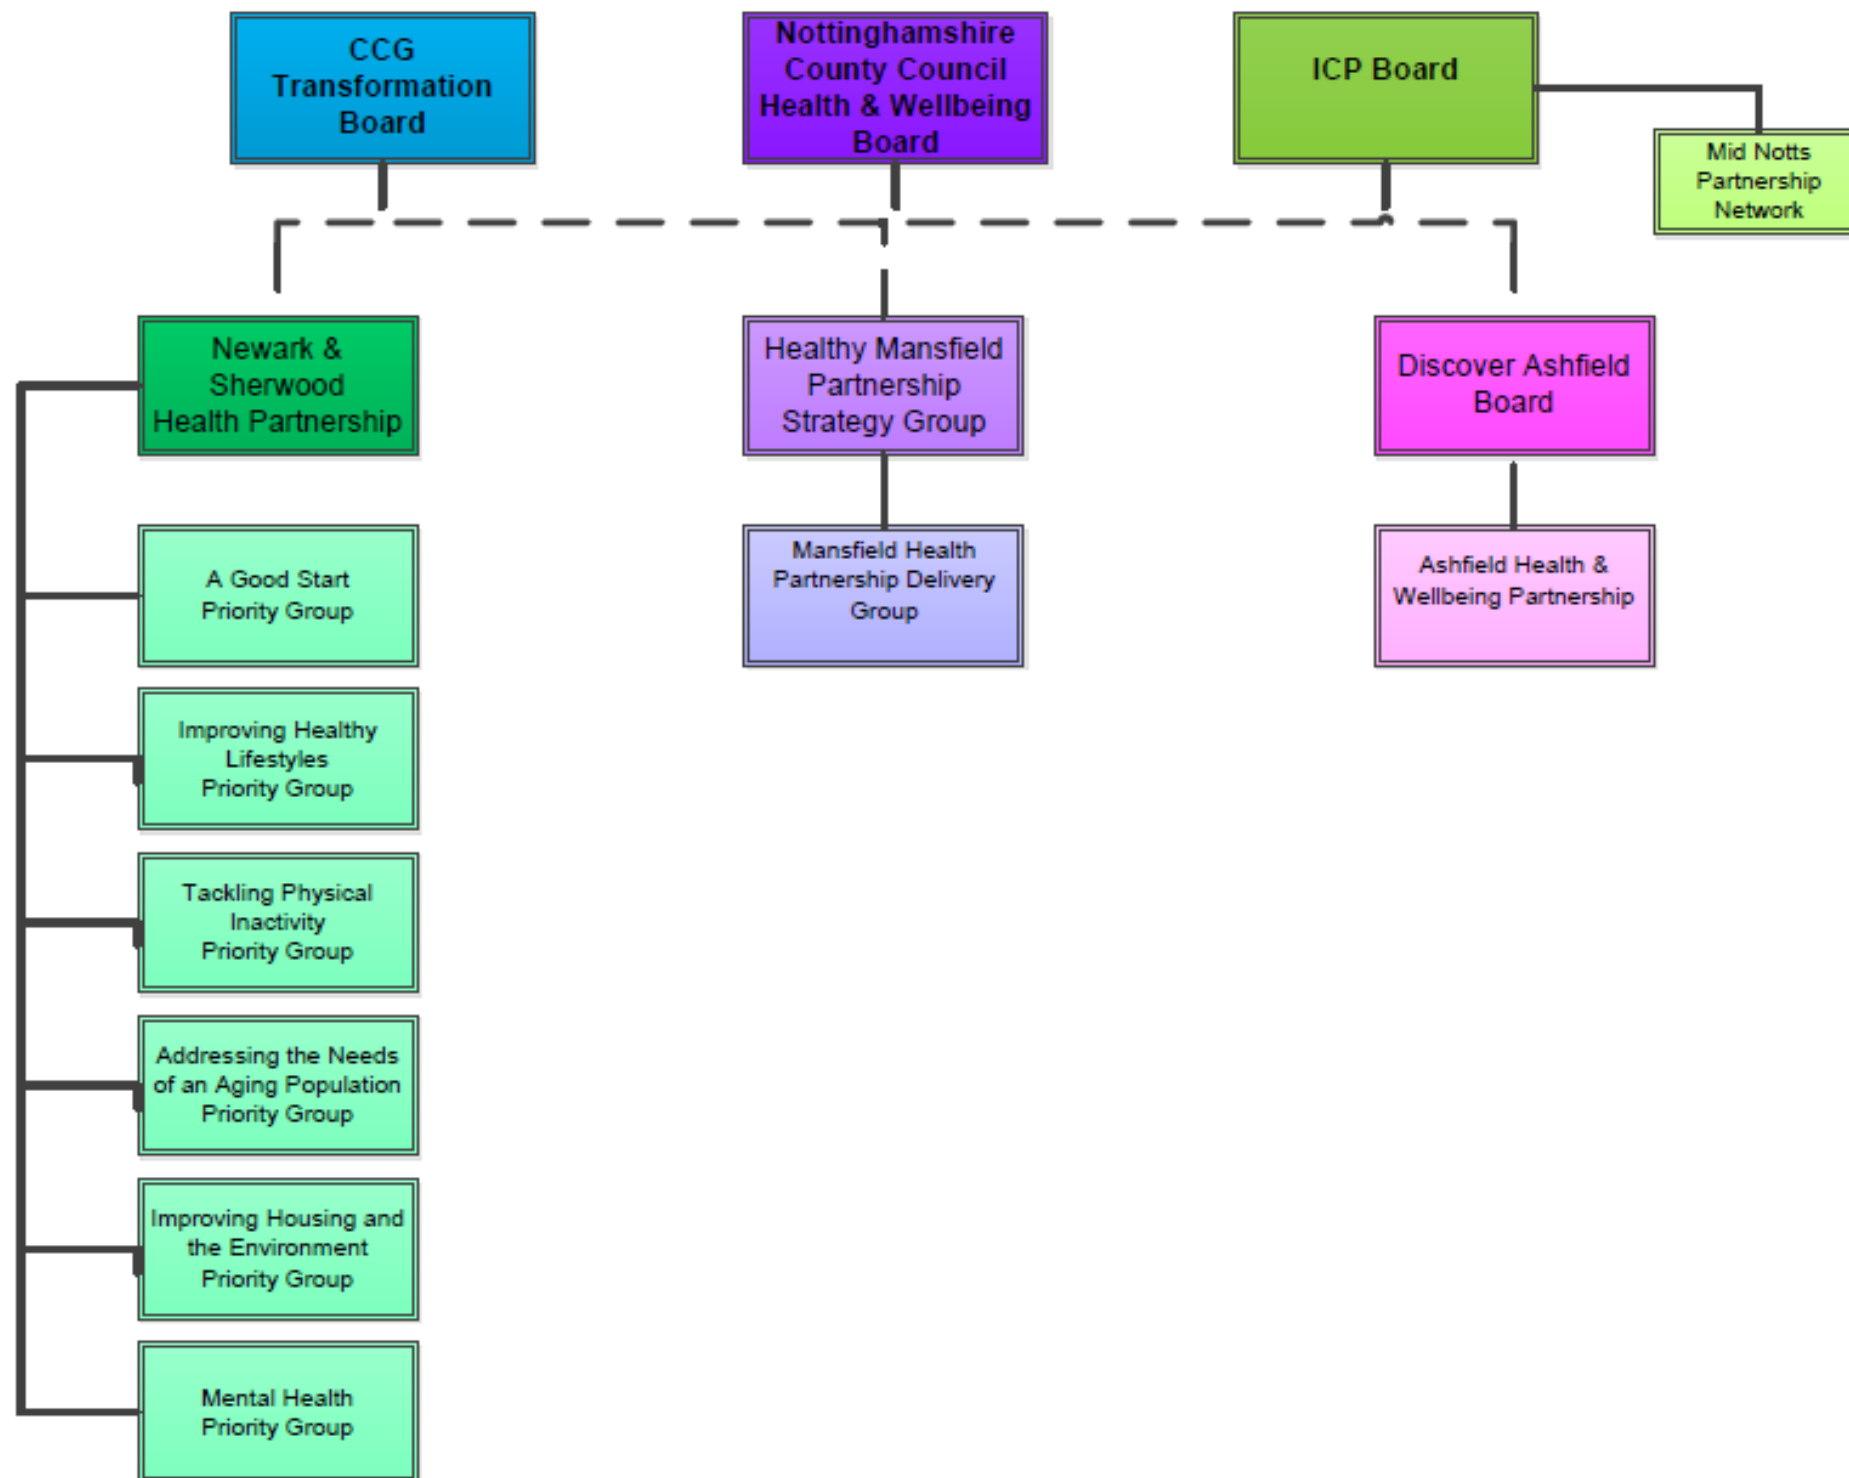 CCG
Transformation
Board
Nottinghamshire
County Council
Health & Wellbeing
Board
ICP Board
Mid Notts
Partnership
Network
Newark &
Sherwood
Health Partnership
Healthy Mansfield
Partnership
Strategy Group
Discover Ashfield
Board
A Good Start
Priority Group
Mansfield Health
Partnership Delivery
Group
Ashfield Health &
Wellbeing Partnership
Improving Healthy
Lifestyles
Priority Group
Tackling Physical
Inactivity
Priority Group
Addressing the Needs
of an Aging Population
Priority Group
Improving Housing and
the Environment
Priority Group
Mental Health
Priority Group